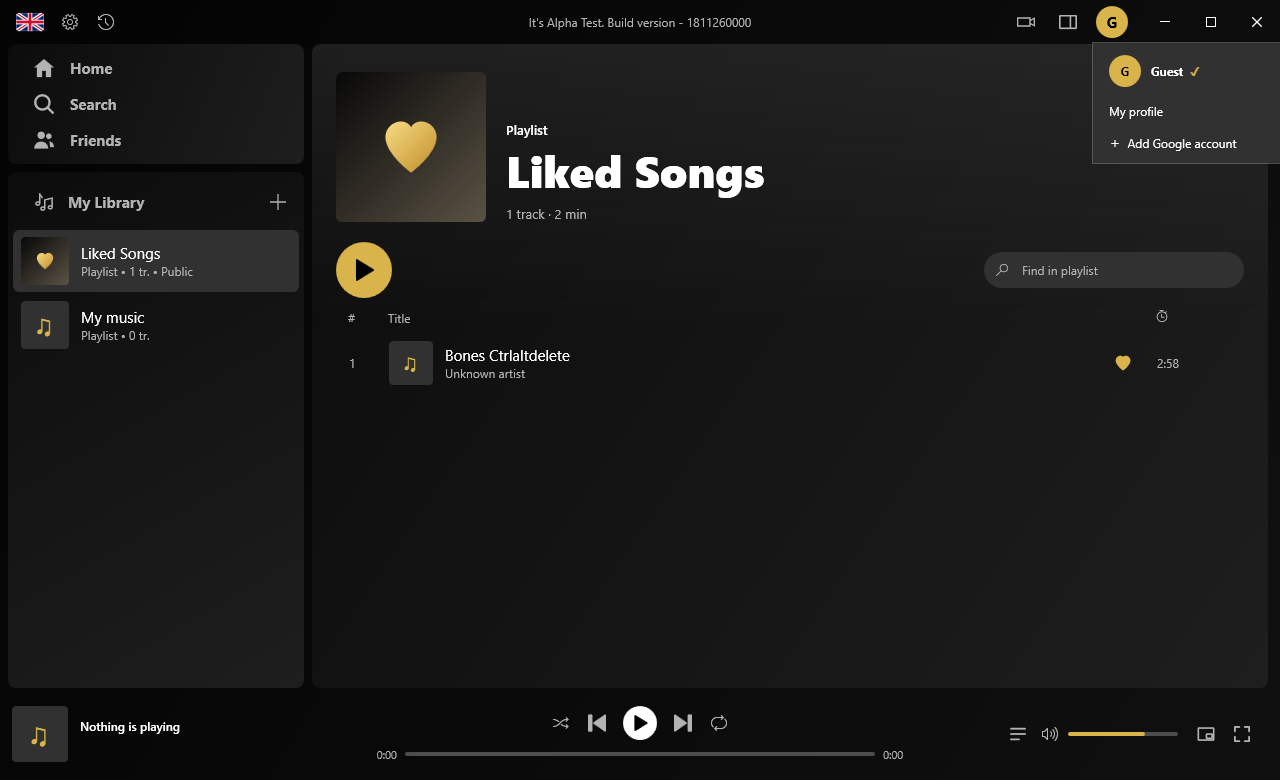 It's Alpha Test. Build version - 1811260000
G
G
Guest ✓
My profile
+ Add Google account
Home
Search
Friends
My Library
Liked Songs
Playlist • 1 tr. • Public
My music
Playlist • 0 tr.
Playlist
Liked Songs
1 track · 2 min
Find in playlist
# Title
1
Bones Ctrlaltdelete
Unknown artist
2:58
Nothing is playing
0:00
0:00